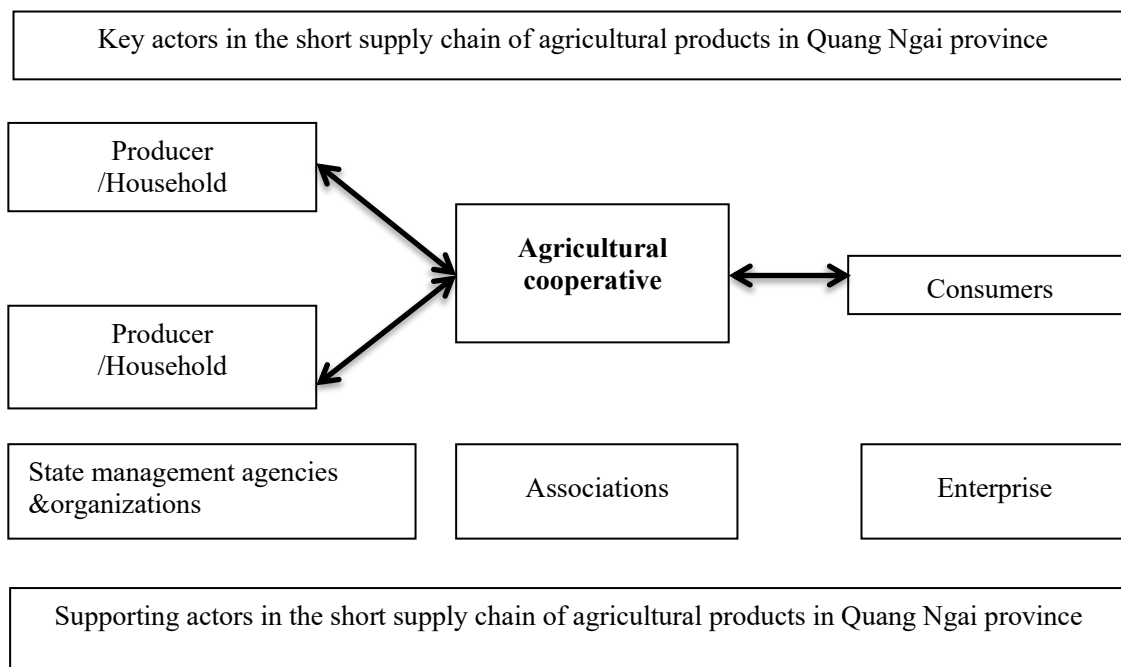 Key actors in the short supply chain of agricultural products in Quang Ngai province
Producer
/Household
Agricultural
cooperative
Consumers
Producer
/Household
State management agencies
&organizations
Associations
Enterprise
Supporting actors in the short supply chain of agricultural products in Quang Ngai province